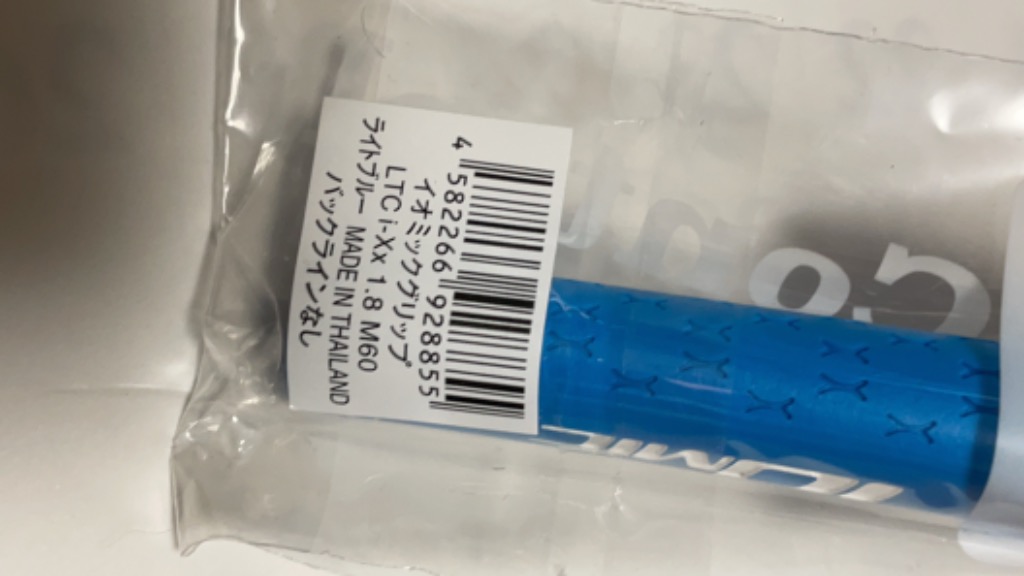 4 582266 928855
イオミックグリップ
LTC i-Xx 1.8 M60
ライトブルー MADE IN THAILAND
バックラインなし
IOMIC